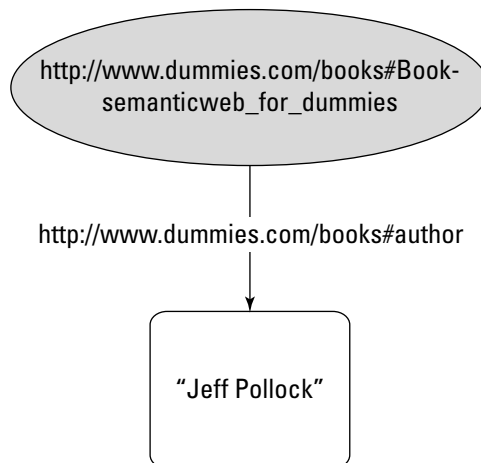 http://www.dummies.com/books#Book-
semanticweb_for_dummies
http://www.dummies.com/books#author
“Jeff Pollock”